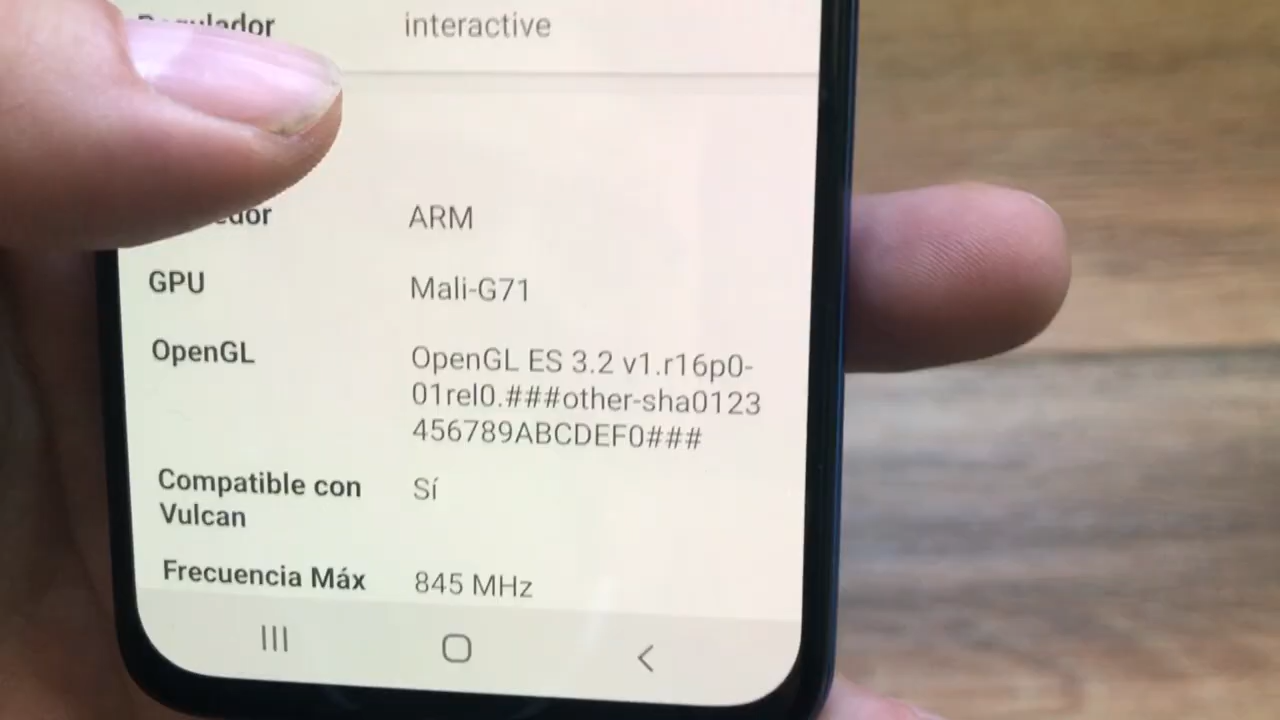 interactive
ARM
GPU Mali-G71
OpenGL OpenGL ES 3.2 v1.r16p0-
01rel0.###other-sha0123
456789ABCDEF0###
Compatible con Sí
Vulcan
Frecuencia Máx 845 MHz